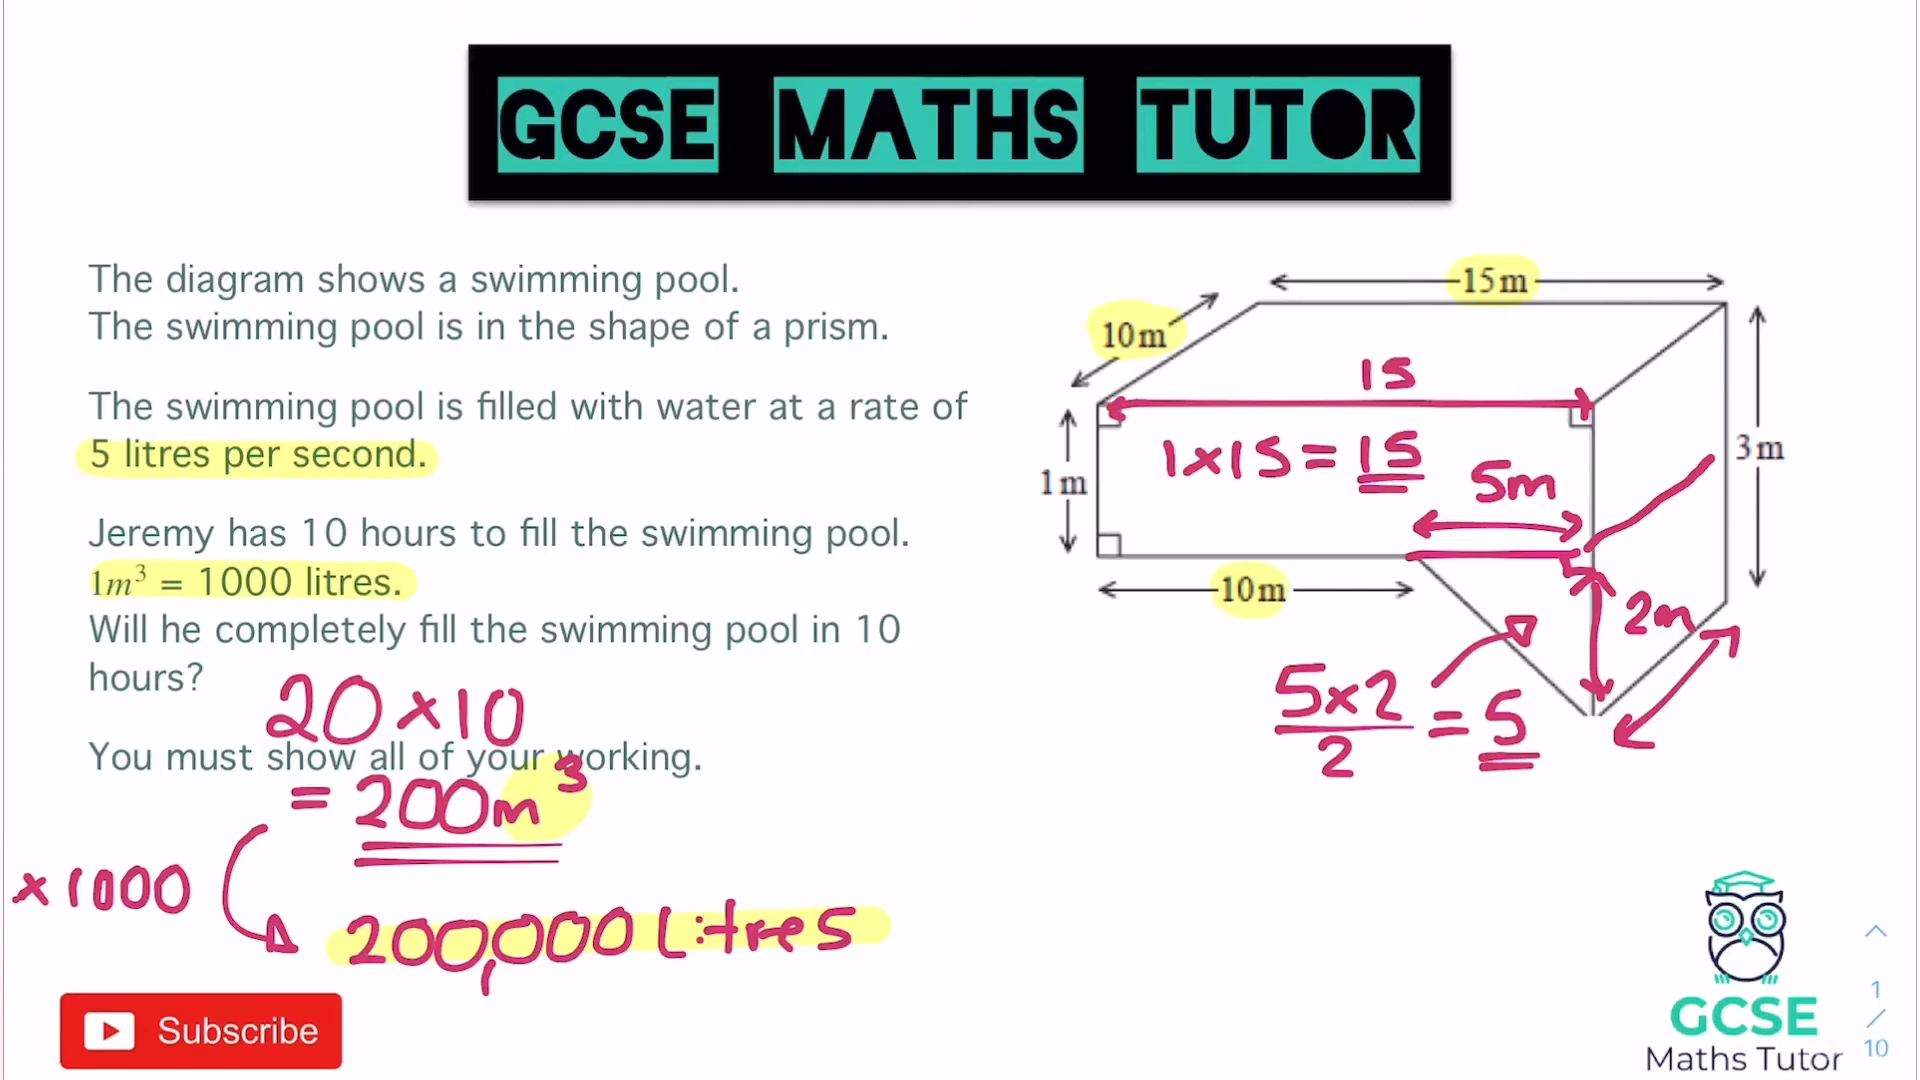 GCSE MATHS TUTOR
The diagram shows a swimming pool.
The swimming pool is in the shape of a prism.
The swimming pool is filled with water at a rate of
5 litres per second.
Jeremy has 10 hours to fill the swimming pool.
1m³ = 1000 litres.
Will he completely fill the swimming pool in 10
hours?
20 × 10
You must show all of your working.
= 200m³
× 1000
200,000 Litres
Subscribe
15m
10m
15
1 × 15 = 15
3m
1m
5m
10m
2m
5×2
2
= 5
GCSE
Maths Tutor
1
/
10